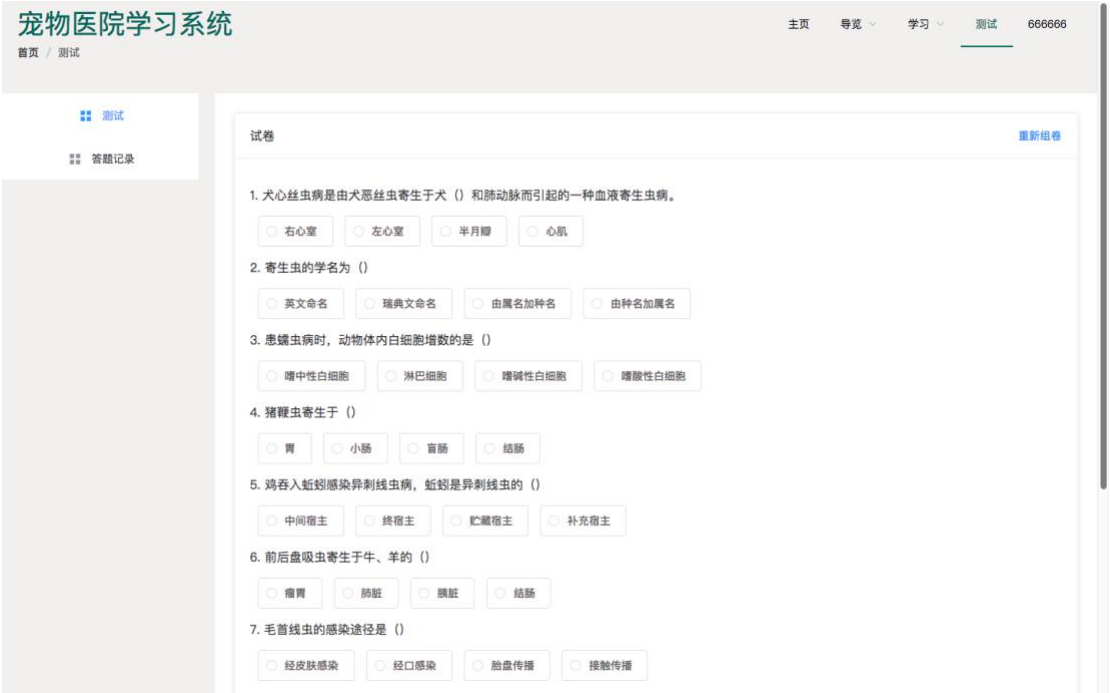 宠物医院学习系统
主页 导览 学习 测试 666666
首页 / 测试
测试
答题记录
试卷 重新组卷
1. 犬心丝虫病是由犬恶丝虫寄生于犬（）和肺动脉而引起的一种血液寄生虫病。
右心室 左心室 半月瓣 心肌
2. 寄生虫的学名为（）
英文命名 瑞典文命名 由属名加种名 由种名加属名
3. 患蠕虫病时，动物体内白细胞增数的是（）
嗜中性白细胞 淋巴细胞 嗜碱性白细胞 嗜酸性白细胞
4. 猪鞭虫寄生于（）
胃 小肠 盲肠 结肠
5. 鸡吞入蚯蚓感染异刺线虫病，蚯蚓是异刺线虫的（）
中间宿主 终宿主 贮藏宿主 补充宿主
6. 前后盘吸虫寄生于牛、羊的（）
瘤胃 肺脏 胰脏 结肠
7. 毛首线虫的感染途径是（）
经皮肤感染 经口感染 胎盘传播 接触传播